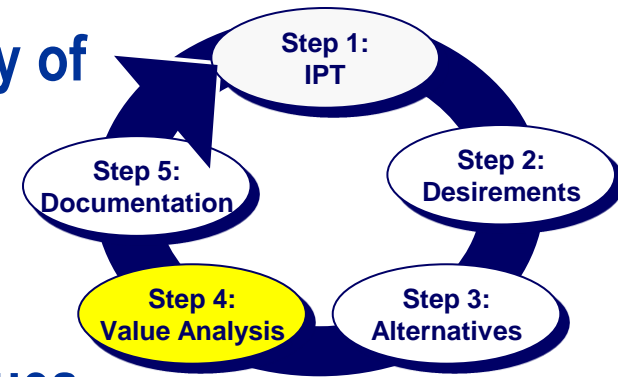 y of
Step 1:
IPT
Step 2:
Desirements
Step 3:
Alternatives
Step 4:
Value Analysis
Step 5:
Documentation